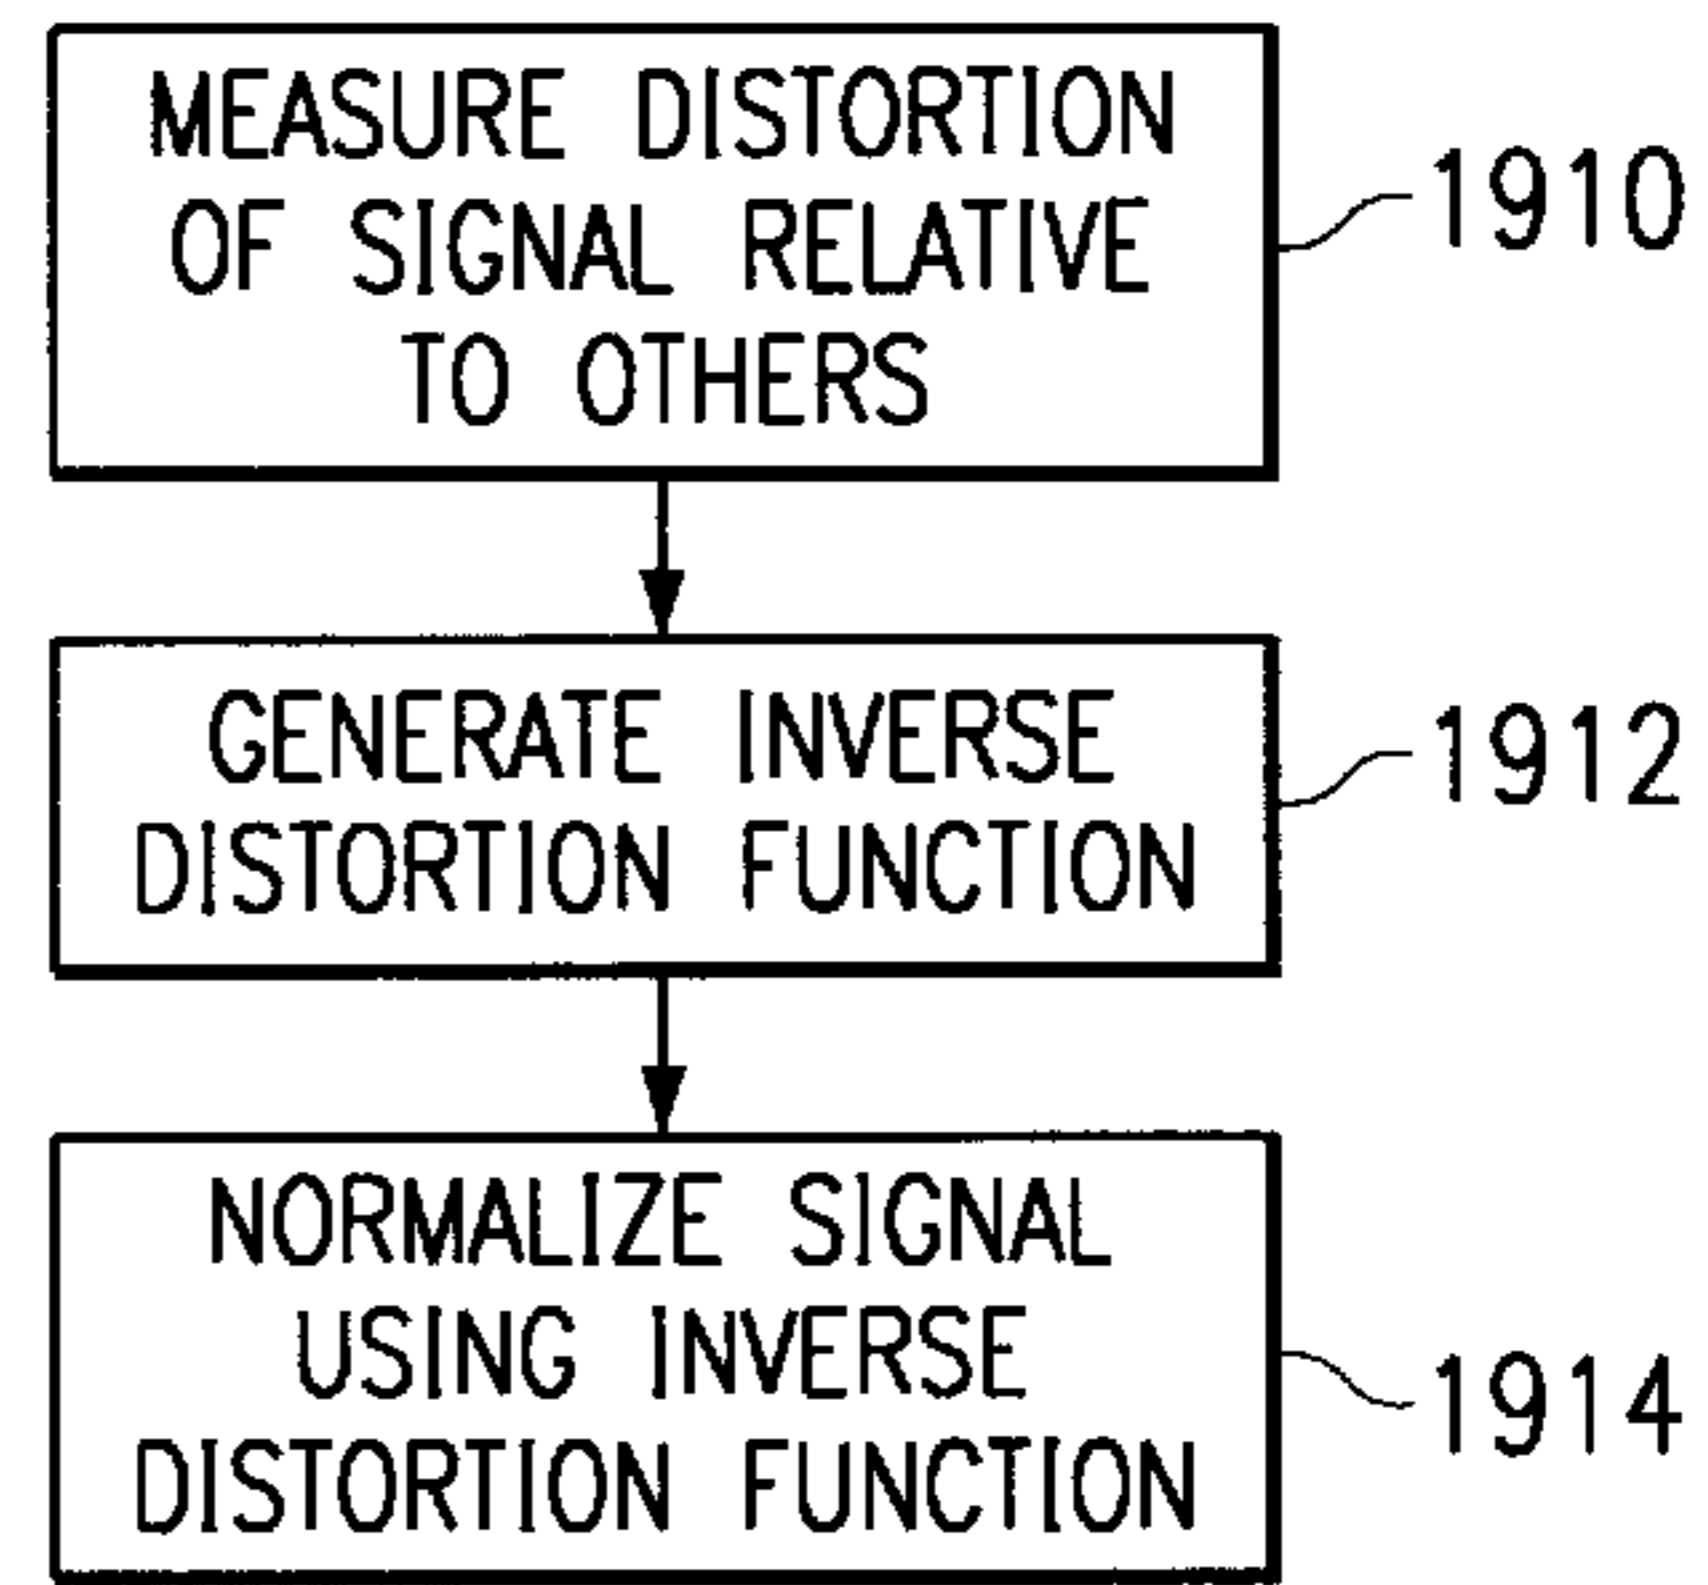 MEASURE DISTORTION
OF SIGNAL RELATIVE
TO OTHERS
1910
GENERATE INVERSE
DISTORTION FUNCTION
1912
NORMALIZE SIGNAL
USING INVERSE
DISTORTION FUNCTION
1914